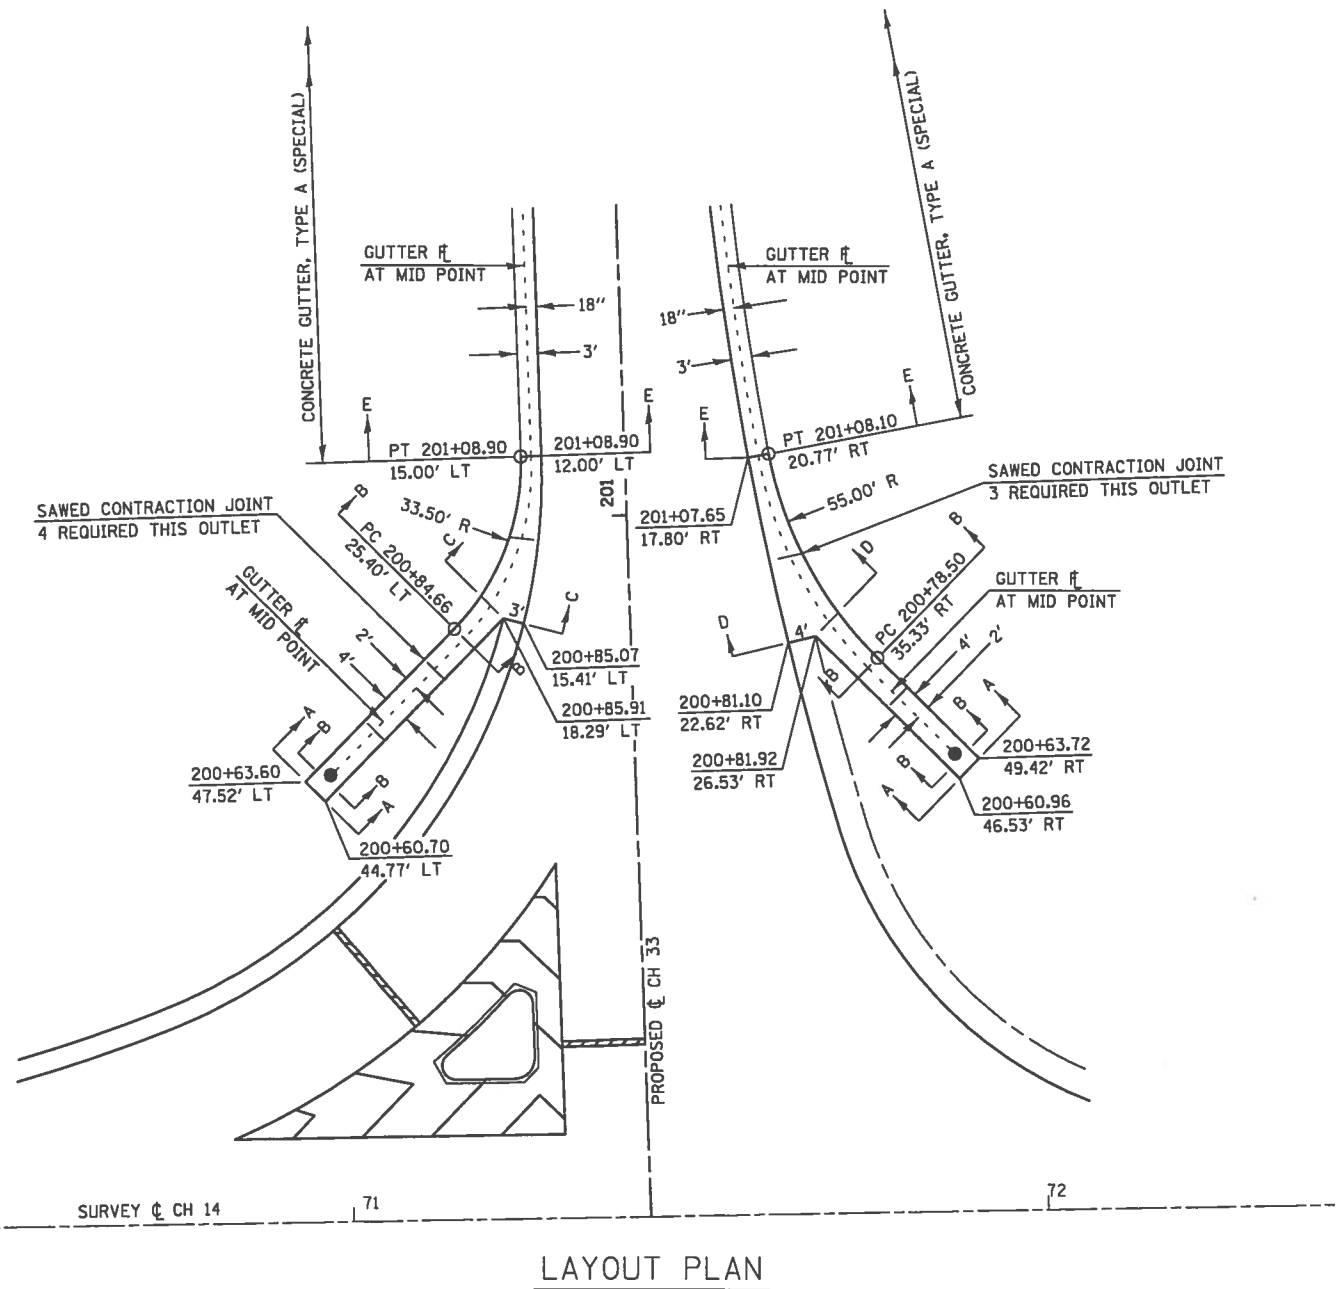 CONCRETE GUTTER, TYPE A (SPECIAL)
CONCRETE GUTTER, TYPE A (SPECIAL)
GUTTER F̵L
AT MID POINT
GUTTER F̵L
AT MID POINT
18"
18"
3'
3'
E
E
E
E
PT 201+08.90
15.00' LT
201+08.90
12.00' LT
PT 201+08.10
20.77' RT
SAWED CONTRACTION JOINT
4 REQUIRED THIS OUTLET
SAWED CONTRACTION JOINT
3 REQUIRED THIS OUTLET
201
201+07.65
17.80' RT
33.50' R
55.00' R
B
PC 200+84.66
25.40' LT
C
C
D
D
B
PC 200+78.50
35.33' RT
GUTTER F̵L
AT MID POINT
GUTTER F̵L
AT MID POINT
2'
4'
3'
4'
4'
2'
B
B
200+85.07
15.41' LT
200+85.91
18.29' LT
200+81.10
22.62' RT
200+81.92
26.53' RT
A
B
B
A
200+63.60
47.52' LT
200+60.70
44.77' LT
B
A
B
A
200+63.72
49.42' RT
200+60.96
46.53' RT
PROPOSED ℄ CH 33
SURVEY ℄ CH 14
71
72
LAYOUT PLAN